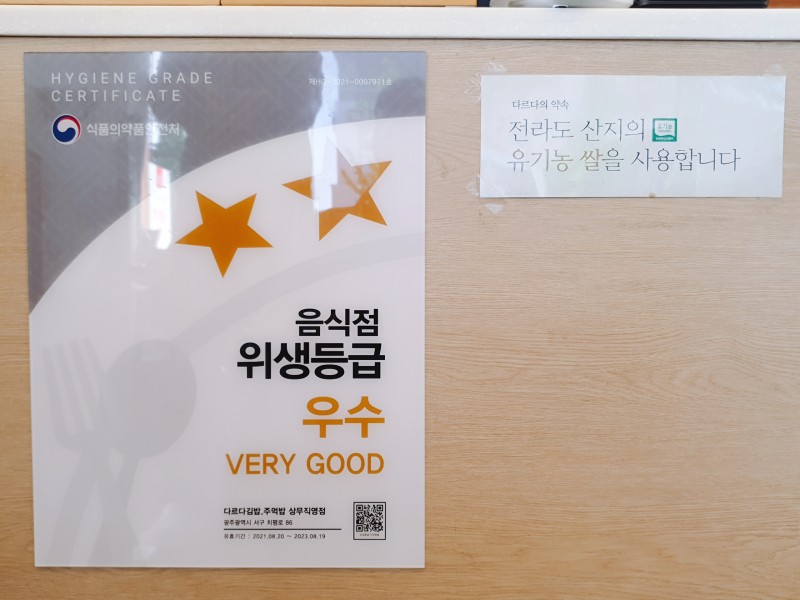 HYGIENE GRADE
CERTIFICATE
식품의약품안전처
음식점
위생등급
우수
VERY GOOD
다르다김밥,주먹밥 상무직영점
광주광역시 서구 치평로 86
유효기간 : 2021.08.20 ~ 2023.08.19
다르다의 약속
전라도 산지의
유기농 쌀을 사용합니다